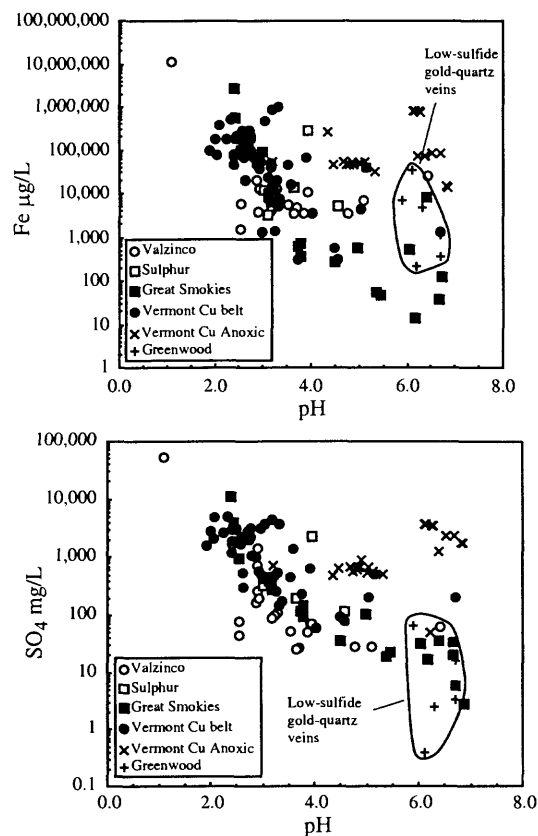 Fe µg/L
100,000,000
10,000,000
1,000,000
100,000
10,000
1,000
100
10
1
Low-sulfide
gold-quartz
veins
Valzinco
Sulphur
Great Smokies
Vermont Cu belt
Vermont Cu Anoxic
Greenwood
0.0 2.0 4.0 6.0 8.0
pH
SO4 mg/L
100,000
10,000
1,000
100
10
1
0.1
Valzinco
Sulphur
Great Smokies
Vermont Cu belt
Vermont Cu Anoxic
Greenwood
Low-sulfide
gold-quartz
veins
0.0 2.0 4.0 6.0 8.0
pH